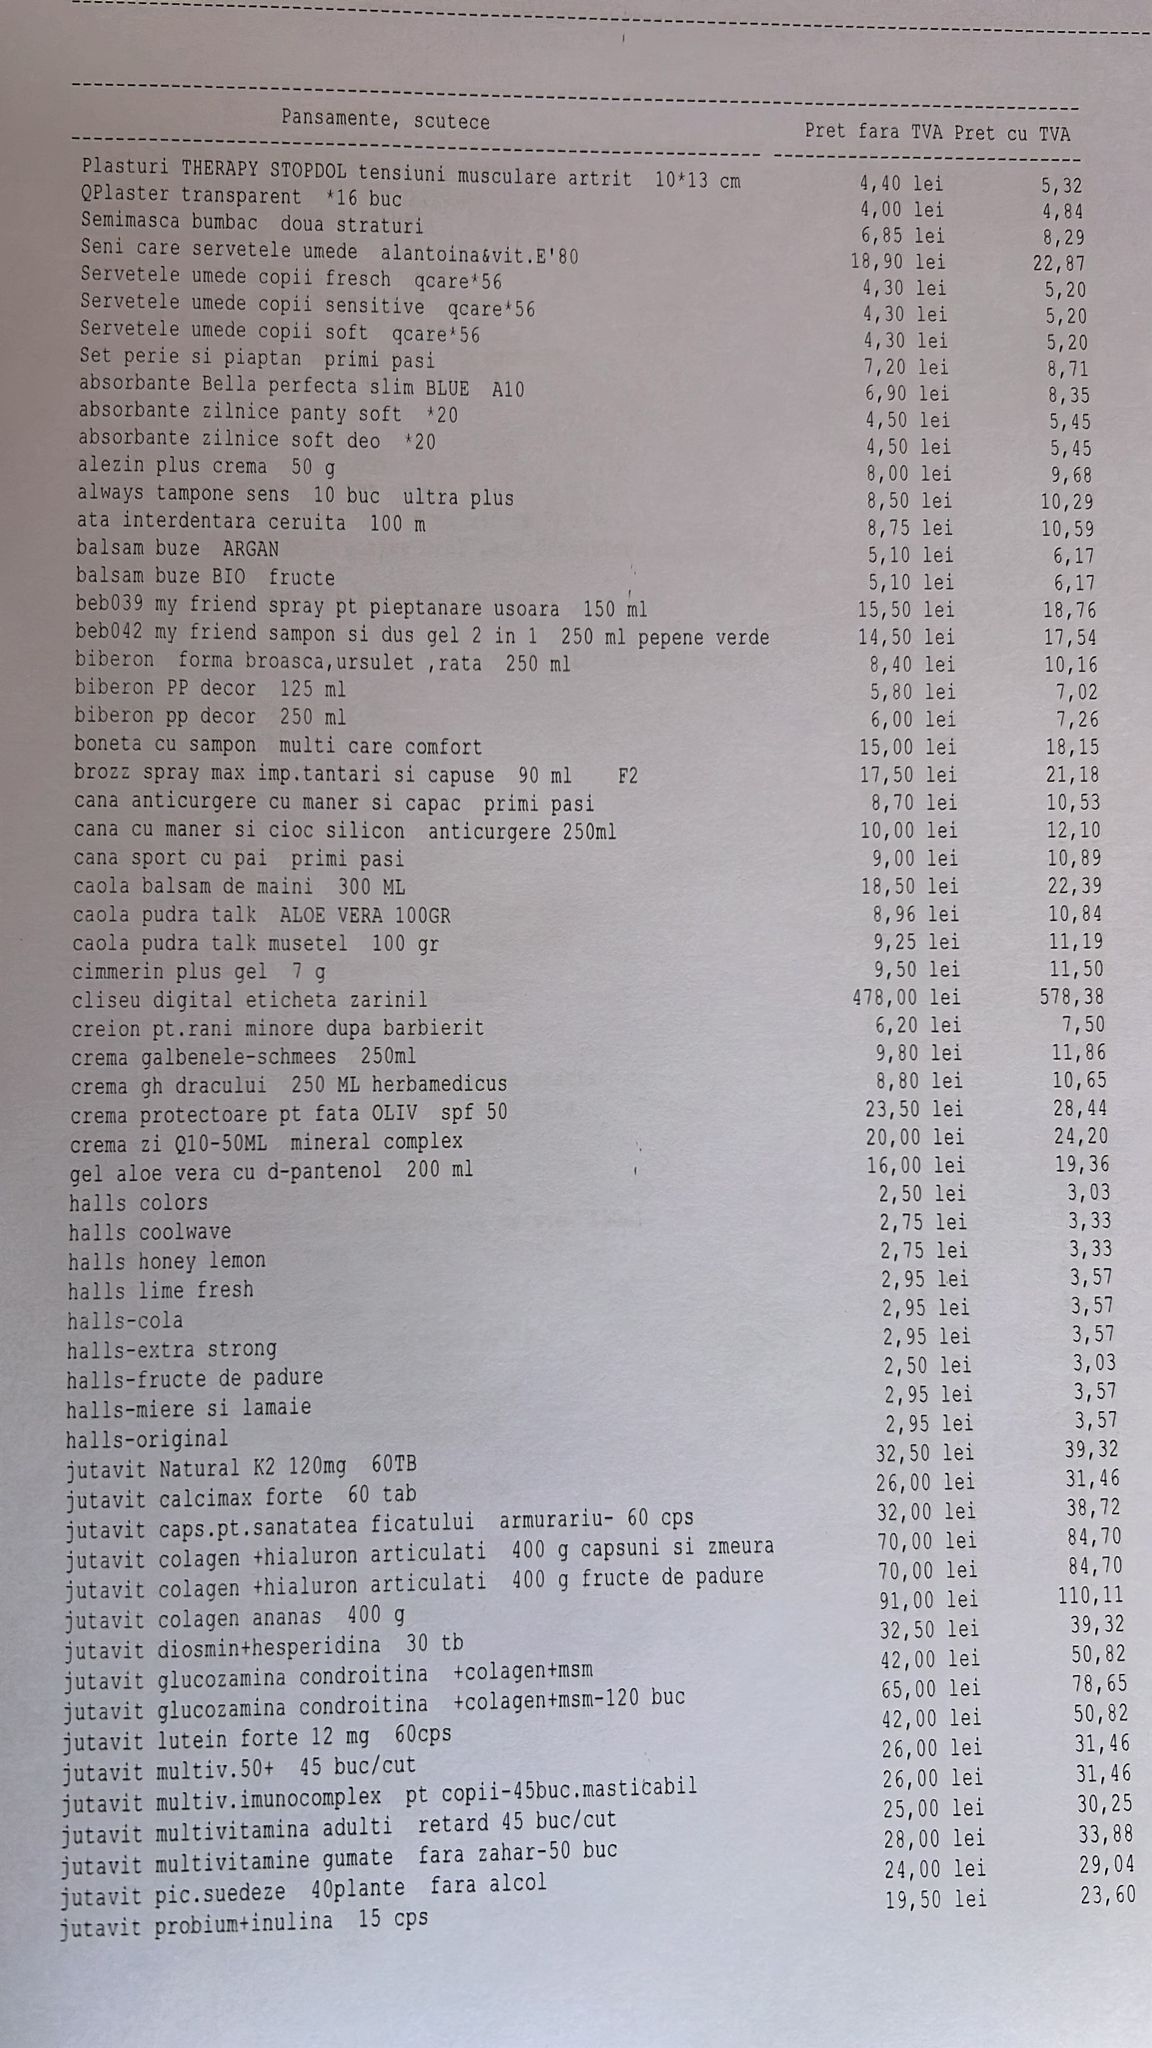 Pansamente, scutece Pret fara TVA Pret cu TVA
Plasturi THERAPY STOPDOL tensiuni musculare artrit 10*13 cm 4,40 lei 5,32
QPlaster transparent *16 buc 4,00 lei 4,84
Semimasca bumbac doua straturi 6,85 lei 8,29
Seni care servetele umede alantoina&vit.E'80 18,90 lei 22,87
Servetele umede copii fresch qcare*56 4,30 lei 5,20
Servetele umede copii sensitive qcare*56 4,30 lei 5,20
Servetele umede copii soft qcare*56 4,30 lei 5,20
Set perie si piaptan primi pasi 7,20 lei 8,71
absorbante Bella perfecta slim BLUE A10 6,90 lei 8,35
absorbante zilnice panty soft *20 4,50 lei 5,45
absorbante zilnice soft deo *20 4,50 lei 5,45
alezin plus crema 50 g 8,00 lei 9,68
always tampone sens 10 buc ultra plus 8,50 lei 10,29
ata interdentara ceruita 100 m 8,75 lei 10,59
balsam buze ARGAN 5,10 lei 6,17
balsam buze BIO fructe 5,10 lei 6,17
beb039 my friend spray pt pieptanare usoara 150 ml 15,50 lei 18,76
beb042 my friend sampon si dus gel 2 in 1 250 ml pepene verde 14,50 lei 17,54
biberon forma broasca,ursulet ,rata 250 ml 8,40 lei 10,16
biberon PP decor 125 ml 5,80 lei 7,02
biberon pp decor 250 ml 6,00 lei 7,26
boneta cu sampon multi care comfort 15,00 lei 18,15
brozz spray max imp.tantari si capuse 90 ml F2 17,50 lei 21,18
cana anticurgere cu maner si capac primi pasi 8,70 lei 10,53
cana cu maner si cioc silicon anticurgere 250ml 10,00 lei 12,10
cana sport cu pai primi pasi 9,00 lei 10,89
caola balsam de maini 300 ML 18,50 lei 22,39
caola pudra talk ALOE VERA 100GR 8,96 lei 10,84
caola pudra talk musetel 100 gr 9,25 lei 11,19
cimmerin plus gel 7 g 9,50 lei 11,50
cliseu digital eticheta zarinil 478,00 lei 578,38
creion pt.rani minore dupa barbierit 6,20 lei 7,50
crema galbenele-schmees 250ml 9,80 lei 11,86
crema gh dracului 250 ML herbamedicus 8,80 lei 10,65
crema protectoare pt fata OLIV spf 50 23,50 lei 28,44
crema zi Q10-50ML mineral complex 20,00 lei 24,20
gel aloe vera cu d-pantenol 200 ml 16,00 lei 19,36
halls colors 2,50 lei 3,03
halls coolwave 2,75 lei 3,33
halls honey lemon 2,75 lei 3,33
halls lime fresh 2,95 lei 3,57
halls-cola 2,95 lei 3,57
halls-extra strong 2,95 lei 3,57
halls-fructe de padure 2,50 lei 3,03
halls-miere si lamaie 2,95 lei 3,57
halls-original 2,95 lei 3,57
jutavit Natural K2 120mg 60TB 32,50 lei 39,32
jutavit calcimax forte 60 tab 26,00 lei 31,46
jutavit caps.pt.sanatatea ficatului armurariu- 60 cps 32,00 lei 38,72
jutavit colagen +hialuron articulati 400 g capsuni si zmeura 70,00 lei 84,70
jutavit colagen +hialuron articulati 400 g fructe de padure 70,00 lei 84,70
jutavit colagen ananas 400 g 91,00 lei 110,11
jutavit diosmin+hesperidina 30 tb 32,50 lei 39,32
jutavit glucozamina condroitina +colagen+msm 42,00 lei 50,82
jutavit glucozamina condroitina +colagen+msm-120 buc 65,00 lei 78,65
jutavit lutein forte 12 mg 60cps 42,00 lei 50,82
jutavit multiv.50+ 45 buc/cut 26,00 lei 31,46
jutavit multiv.imunocomplex pt copii-45buc.masticabil 26,00 lei 31,46
jutavit multivitamina adulti retard 45 buc/cut 25,00 lei 30,25
jutavit multivitamine gumate fara zahar-50 buc 28,00 lei 33,88
jutavit pic.suedeze 40plante fara alcol 24,00 lei 29,04
jutavit probium+inulina 15 cps 19,50 lei 23,60